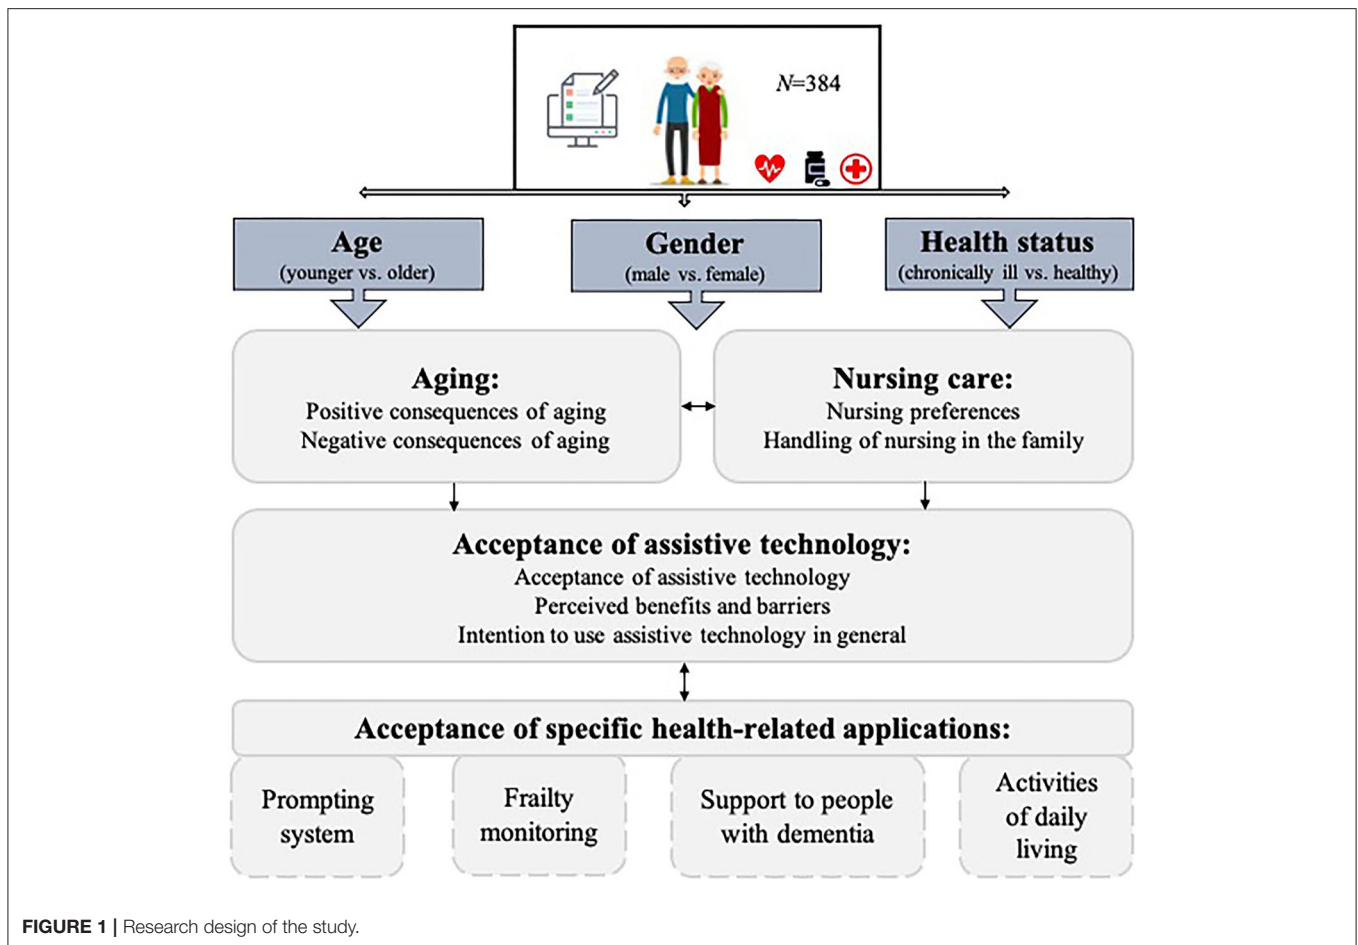 N=384
Age
(younger vs. older)
Gender
(male vs. female)
Health status
(chronically ill vs. healthy)
Aging:
Positive consequences of aging
Negative consequences of aging
Nursing care:
Nursing preferences
Handling of nursing in the family
Acceptance of assistive technology:
Acceptance of assistive technology
Perceived benefits and barriers
Intention to use assistive technology in general
Acceptance of specific health-related applications:
Prompting
system
Frailty
monitoring
Support to people
with dementia
Activities
of daily
living
FIGURE 1 | Research design of the study.